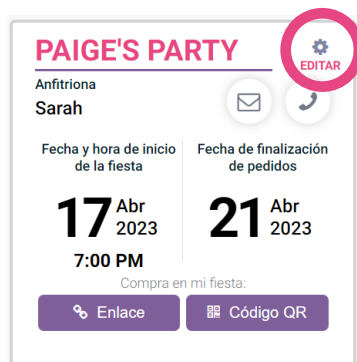 PAIGE'S PARTY
EDITAR
Anfitriona
Sarah
Fecha y hora de inicio
de la fiesta
17 Abr
2023
7:00 PM
Fecha de finalización
de pedidos
21 Abr
2023
Compra en mi fiesta:
Enlace
Código QR